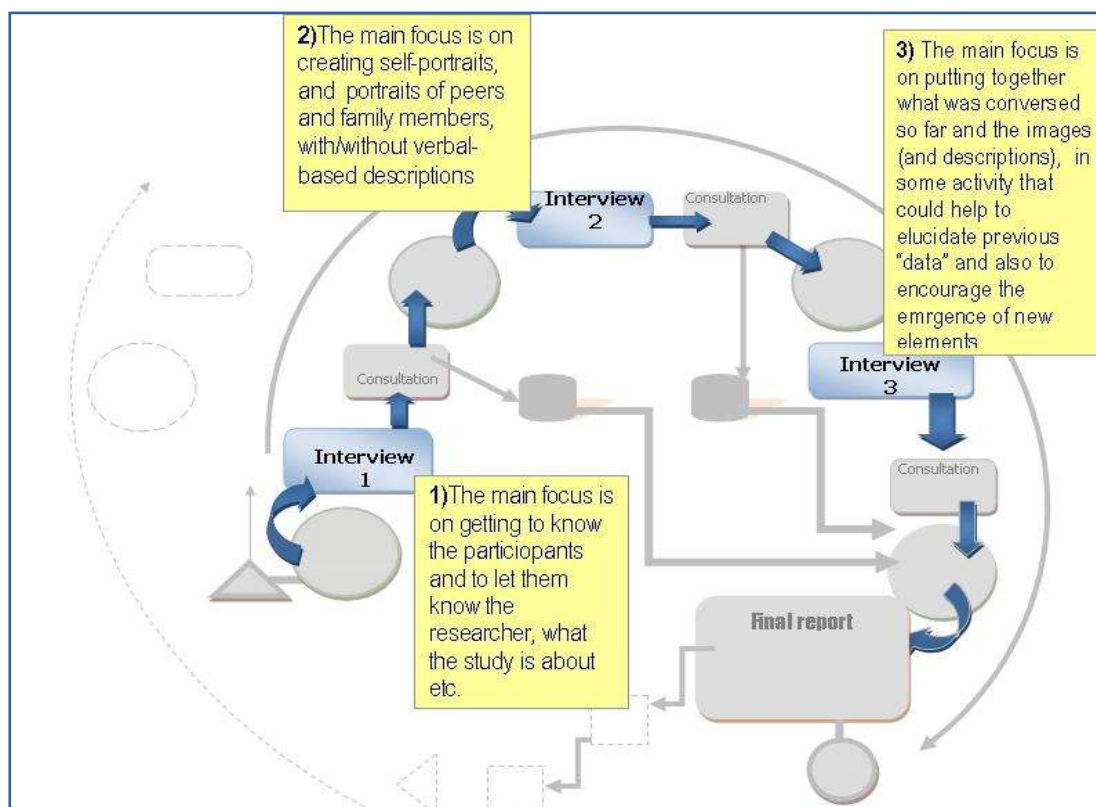 2)The main focus is on
creating self-portraits,
and portraits of peers
and family members,
with/without verbal-
based descriptions
3) The main focus is
on putting together
what was conversed
so far and the images
(and descriptions), in
some activity that
could help to
elucidate previous
“data” and also to
encourage the
emrgence of new
elements
Interview
2
Consultation
Interview
3
Consultation
Interview
1
Consultation
1)The main focus is
on getting to know
the particiopants
and to let them
know the
researcher, what
the study is about
etc.
Final report